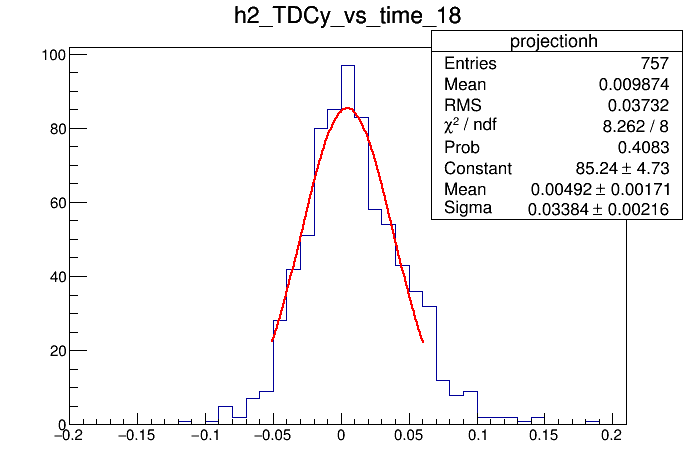 h2_TDCy_vs_time_18
projectionh
Entries 757
Mean 0.009874
RMS 0.03732
χ² / ndf 8.262 / 8
Prob 0.4083
Constant 85.24 ± 4.73
Mean 0.00492 ± 0.00171
Sigma 0.03384 ± 0.00216
100
80
60
40
20
0
−0.2 −0.15 −0.1 −0.05 0 0.05 0.1 0.15 0.2